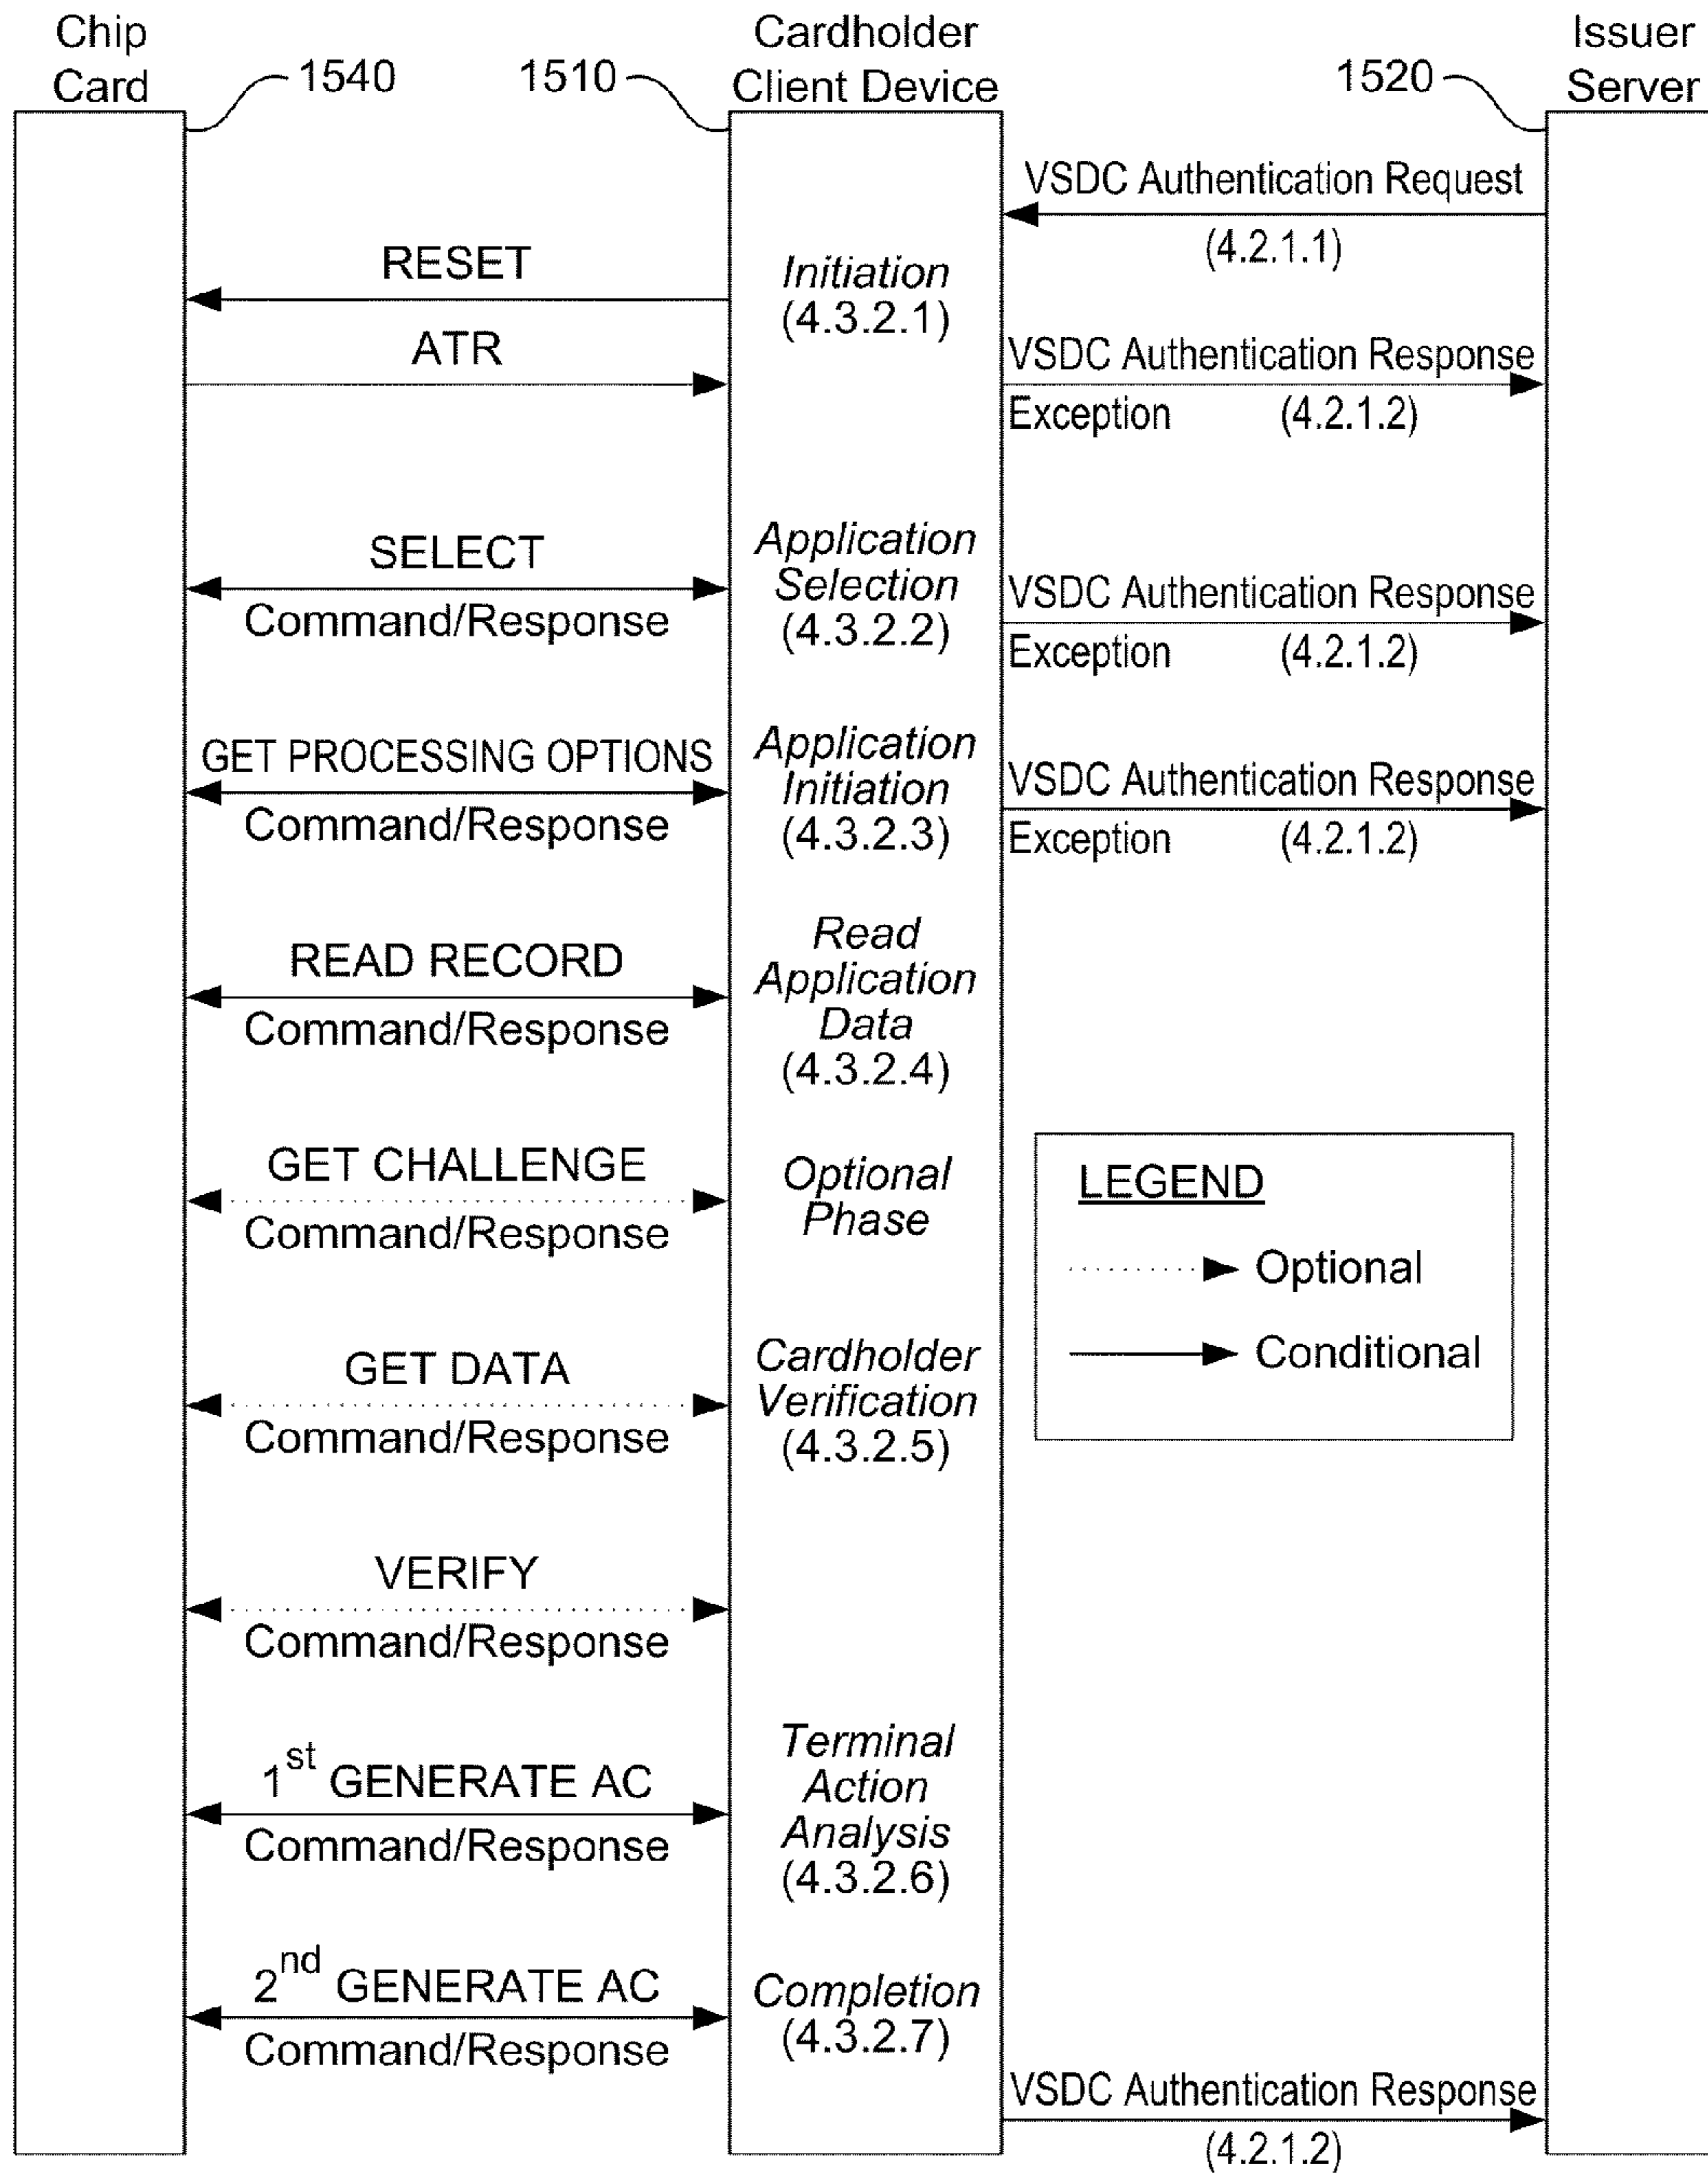 Chip
Card
1540
1510
Cardholder
Client Device
1520
Issuer
Server
VSDC Authentication Request
(4.2.1.1)
RESET
Initiation
(4.3.2.1)
ATR
VSDC Authentication Response
Exception (4.2.1.2)
SELECT
Command/Response
Application
Selection
(4.3.2.2)
VSDC Authentication Response
Exception (4.2.1.2)
GET PROCESSING OPTIONS
Command/Response
Application
Initiation
(4.3.2.3)
VSDC Authentication Response
Exception (4.2.1.2)
READ RECORD
Command/Response
Read
Application
Data
(4.3.2.4)
GET CHALLENGE
Command/Response
Optional
Phase
LEGEND
Optional
Conditional
GET DATA
Command/Response
Cardholder
Verification
(4.3.2.5)
VERIFY
Command/Response
1st GENERATE AC
Command/Response
Terminal
Action
Analysis
(4.3.2.6)
2nd GENERATE AC
Command/Response
Completion
(4.3.2.7)
VSDC Authentication Response
(4.2.1.2)